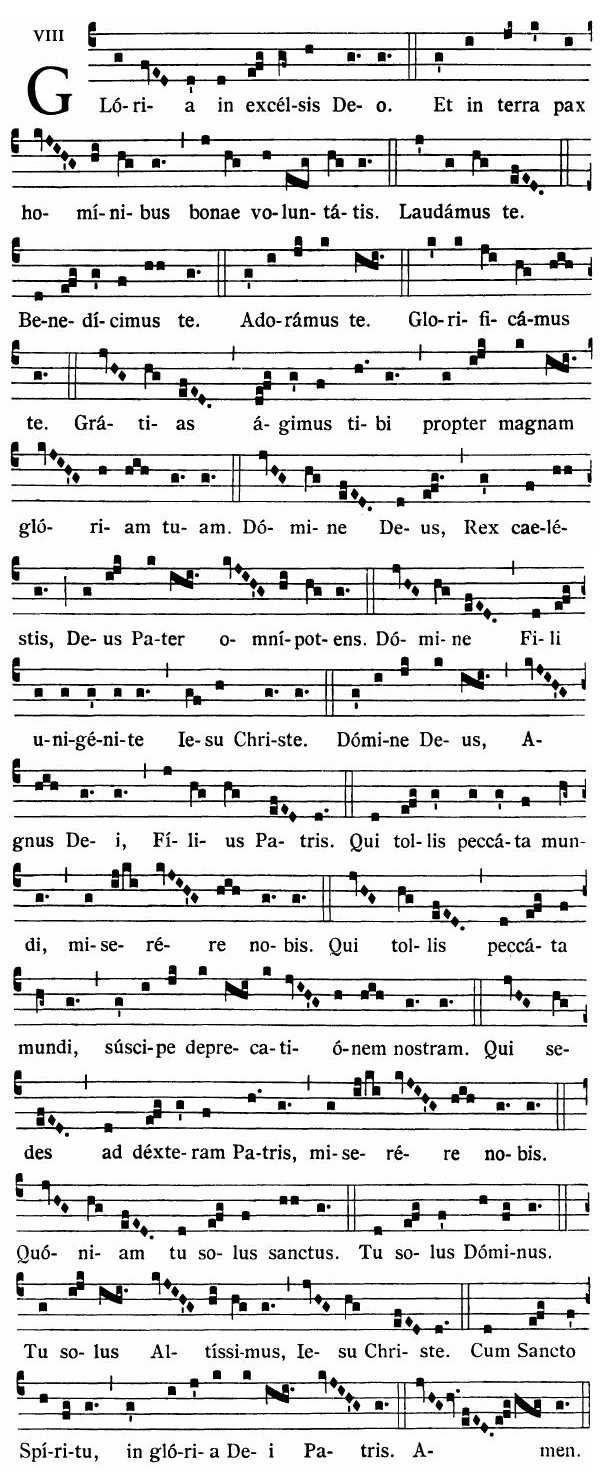 VIII
GLó-ri- a in excél-sis De- o. Et in terra pax
ho- mí-ni-bus bonae vo-lun-tá-tis. Laudámus te.
Be-ne-dí-cimus te. Ado-rámus te. Glo-ri-fi-cá-mus
te. Grá-ti-as á-gimus ti-bi propter magnam
gló- ri- am tu-am. Dó-mi-ne De-us, Rex cae-lé-
stis, De-us Pa-ter o-mní-pot-ens. Dó-mi-ne Fi-li
u-ni-gé-ni-te Ie-su Chri-ste. Dómi-ne De-us, A-
gnus De-i, Fí-li-us Pa-tris. Qui tol-lis peccá-ta mun-
di, mi-se-ré- re no-bis. Qui tol-lis peccá-ta
mundi, súsci-pe depre-ca-ti- ó-nem nostram. Qui se-
des ad déxte-ram Pa-tris, mi-se- ré- re no-bis.
Quó-ni-am tu so-lus sanctus. Tu so-lus Dómi-nus.
Tu so-lus Al- tíssi-mus, Ie-su Chri-ste. Cum Sancto
Spí-ri-tu, in gló-ri-a De-i Pa- tris. A- men.